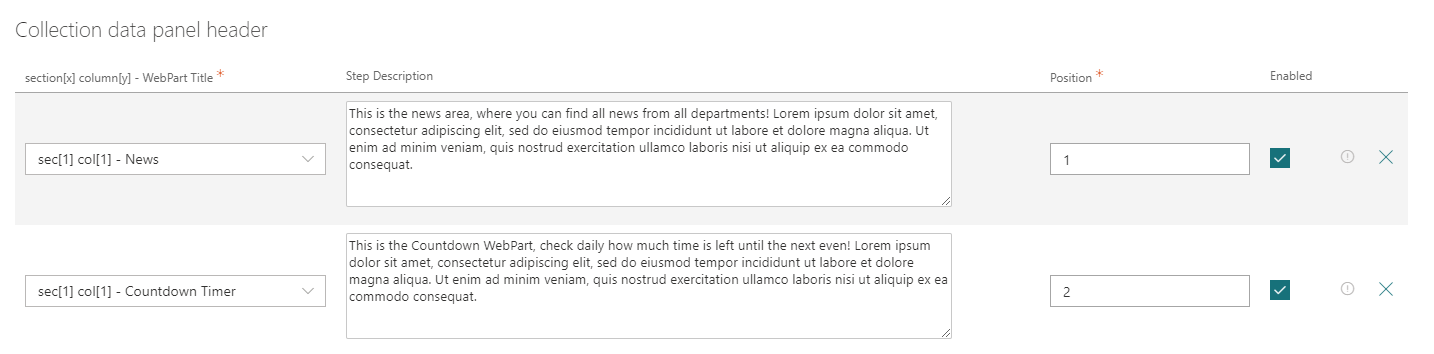 Collection data panel header
section[x] column[y] - WebPart Title *
Step Description
Position *
Enabled
sec[1] col[1] - News
This is the news area, where you can find all news from all departments! Lorem ipsum dolor sit amet,
consectetur adipiscing elit, sed do eiusmod tempor incididunt ut labore et dolore magna aliqua. Ut
enim ad minim veniam, quis nostrud exercitation ullamco laboris nisi ut aliquip ex ea commodo
consequat.
1
sec[1] col[1] - Countdown Timer
This is the Countdown WebPart, check daily how much time is left until the next even! Lorem ipsum
dolor sit amet, consectetur adipiscing elit, sed do eiusmod tempor incididunt ut labore et dolore
magna aliqua. Ut enim ad minim veniam, quis nostrud exercitation ullamco laboris nisi ut aliquip ex ea
commodo consequat.
2